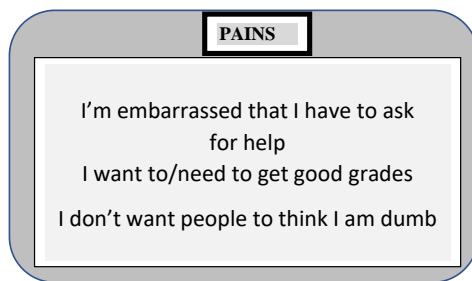 PAINS
I’m embarrassed that I have to ask
for help
I want to/need to get good grades
I don’t want people to think I am dumb